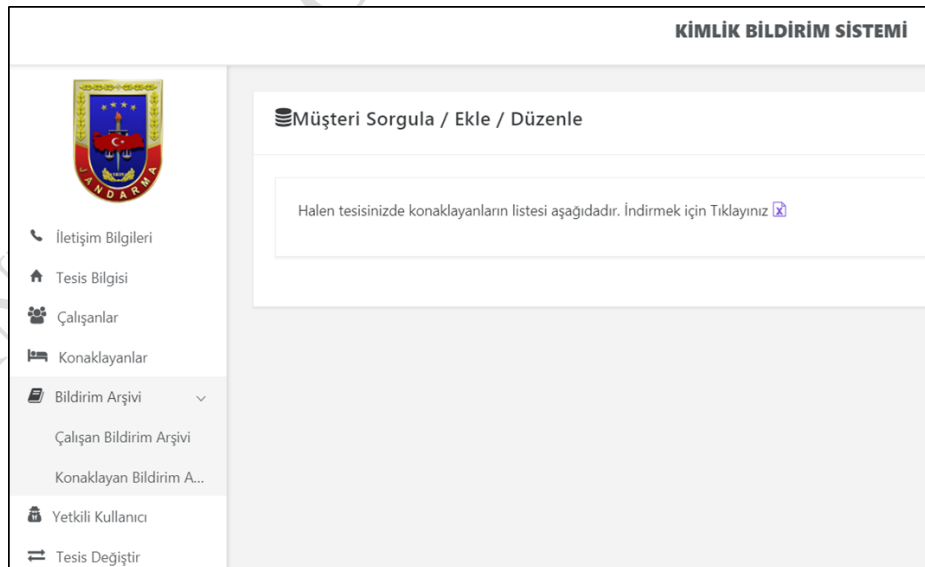 KİMLİK BİLDİRİM SİSTEMİ
JANDARMA
Müşteri Sorgula / Ekle / Düzenle
Halen tesisinizde konaklayanların listesi aşağıdadır. İndirmek için Tıklayınız
İletişim Bilgileri
Tesis Bilgisi
Çalışanlar
Konaklayanlar
Bildirim Arşivi
Çalışan Bildirim Arşivi
Konaklayan Bildirim A...
Yetkili Kullanıcı
Tesis Değiştir